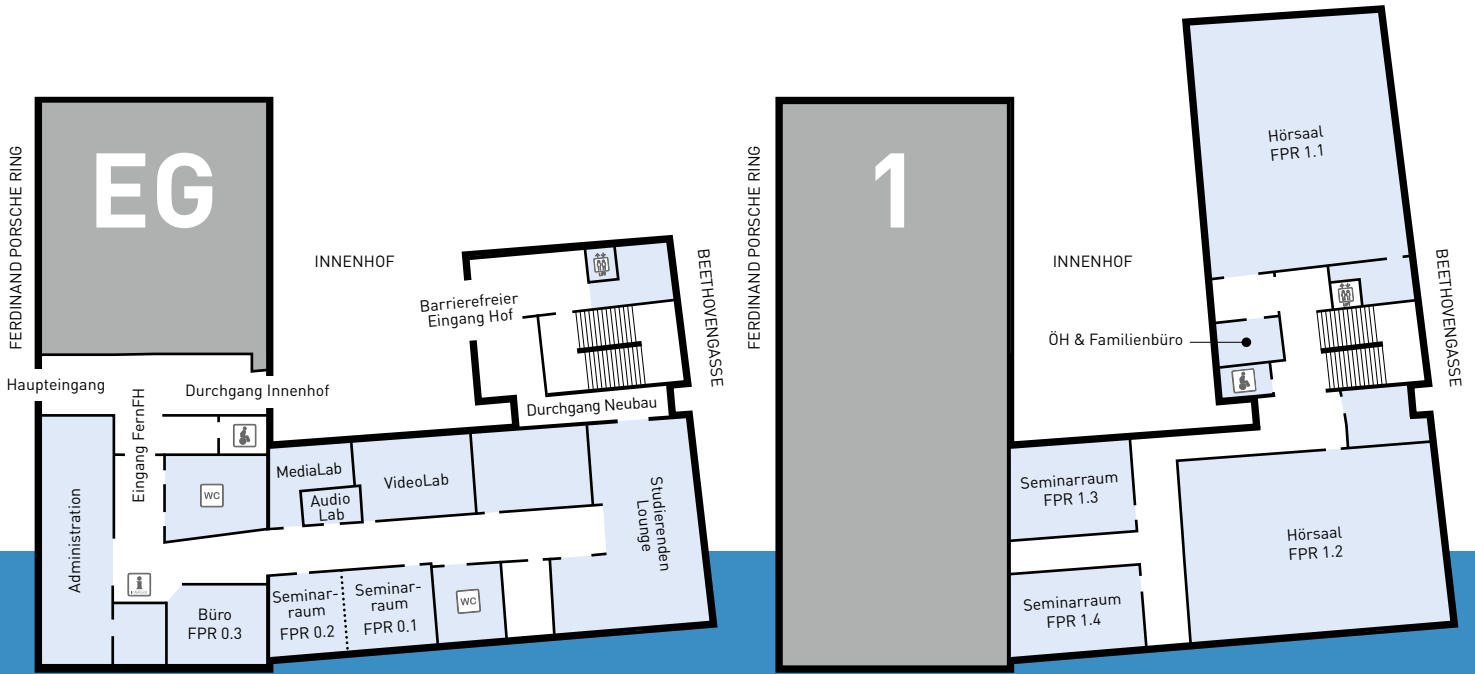 EG
FERDINAND PORSCHE RING
INNENHOF
BEETHOVENGASSE
LIFT
Barrierefreier
Eingang Hof
Haupteingang
Durchgang Innenhof
Durchgang Neubau
Eingang FernFH
MediaLab
Audio
Lab
VideoLab
WC
Studierenden
Lounge
Administration
Büro
FPR 0.3
Seminar-
raum
FPR 0.2
Seminar-
raum
FPR 0.1
WC
1
FERDINAND PORSCHE RING
INNENHOF
BEETHOVENGASSE
Hörsaal
FPR 1.1
LIFT
ÖH & Familienbüro
Seminarraum
FPR 1.3
Hörsaal
FPR 1.2
Seminarraum
FPR 1.4